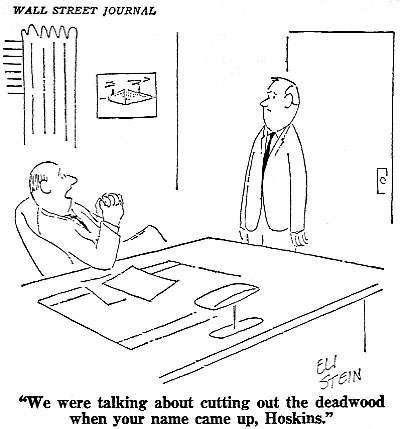 WALL STREET JOURNAL
ELI
STEIN
“We were talking about cutting out the deadwood
when your name came up, Hoskins.”